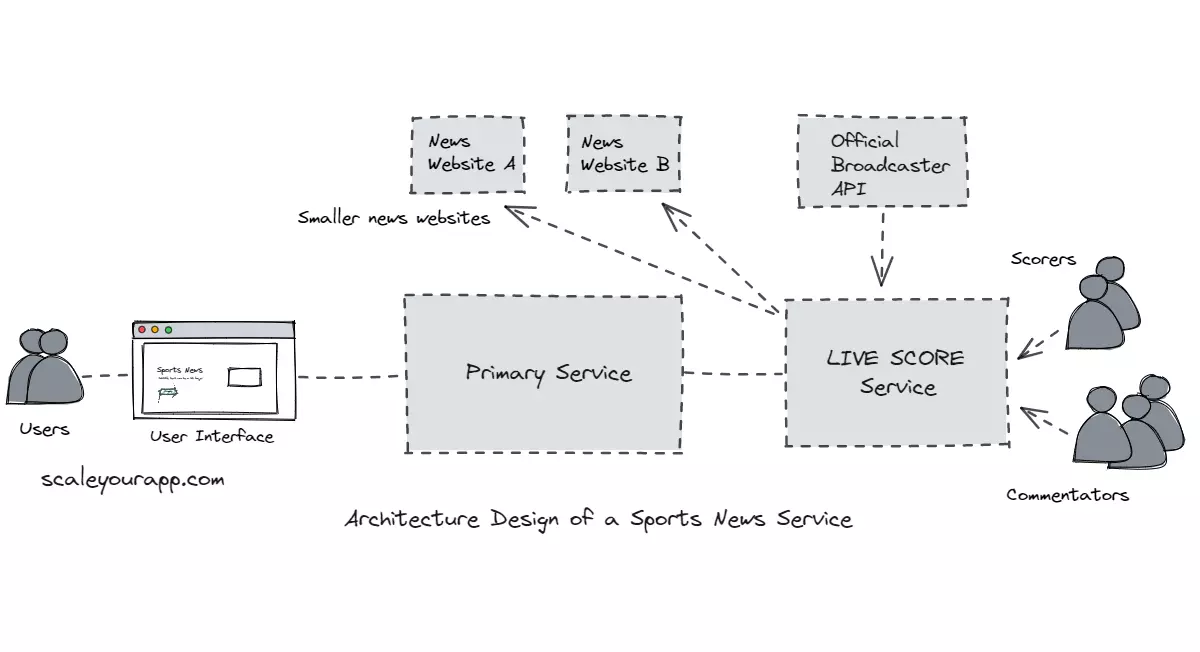 News
Website A
News
Website B
Official
Broadcaster
API
Smaller news websites
Scorers
Sports News
Primary Service
LIVE SCORE
Service
Users
User Interface
scaleyourapp.com
Commentators
Architecture Design of a Sports News Service